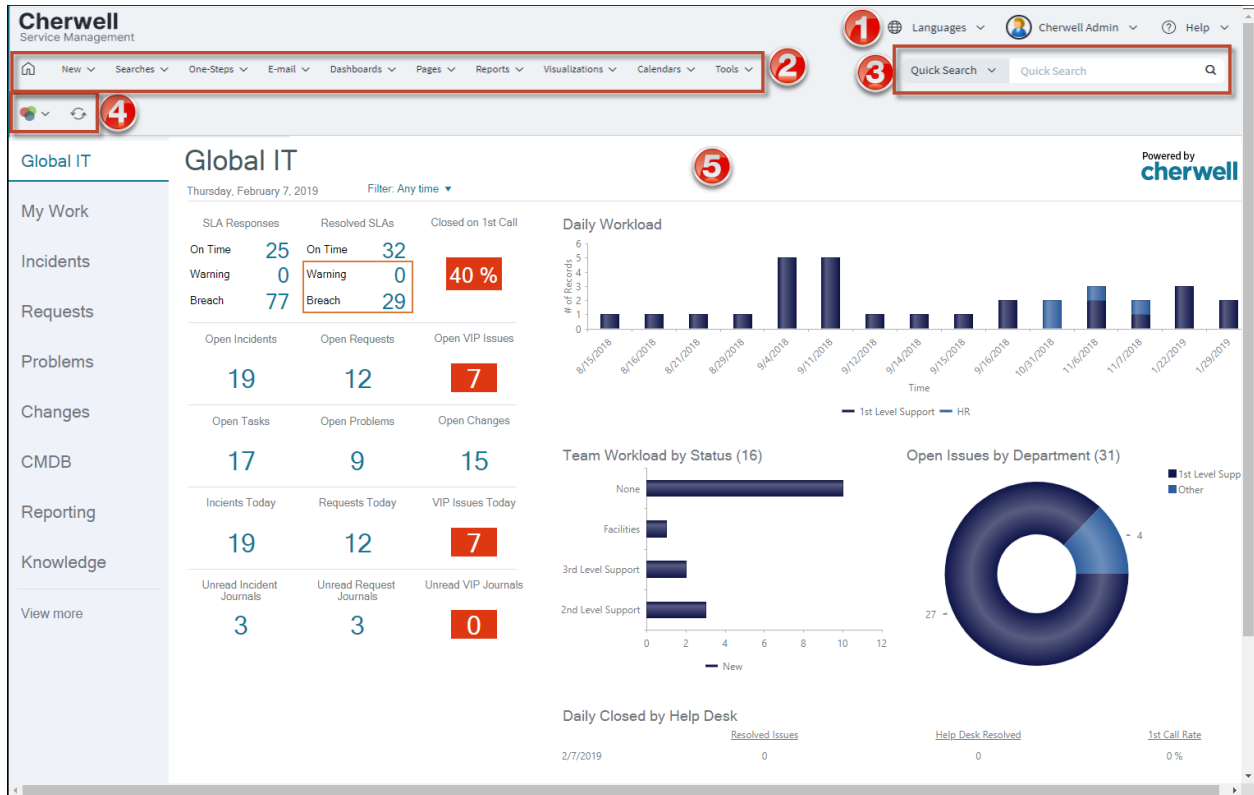 Cherwell
Service Management
1
Languages
Cherwell Admin
? Help
New Searches One-Steps E-mail Dashboards Pages Reports Visualizations Calendars Tools
2
3
Quick Search
Quick Search
4
Global IT
My Work
Incidents
Requests
Problems
Changes
CMDB
Reporting
Knowledge
View more
Global IT
5
Powered by
cherwell
Thursday, February 7, 2019
Filter: Any time
SLA Responses
On Time 25
Warning 0
Breach 77
Resolved SLAs
On Time 32
Warning 0
Breach 29
Closed on 1st Call
40 %
Open Incidents
19
Open Requests
12
Open VIP Issues
7
Open Tasks
17
Open Problems
9
Open Changes
15
Incients Today
19
Requests Today
12
VIP Issues Today
7
Unread Incident
Journals
3
Unread Request
Journals
3
Unread VIP Journals
0
Daily Workload
# of Records
6
5
4
3
2
1
0
8/15/2018 8/16/2018 8/21/2018 8/29/2018 9/4/2018 9/11/2018 9/12/2018 9/14/2018 9/15/2018 9/16/2018 10/31/2018 11/6/2018 11/7/2018 1/22/2019 1/29/2019
Time
1st Level Support HR
Team Workload by Status (16)
None
Facilities
3rd Level Support
2nd Level Support
0 2 4 6 8 10 12
New
Open Issues by Department (31)
1st Level Supp
Other
4
27
Daily Closed by Help Desk
Resolved Issues Help Desk Resolved 1st Call Rate
2/7/2019 0 0 0 %